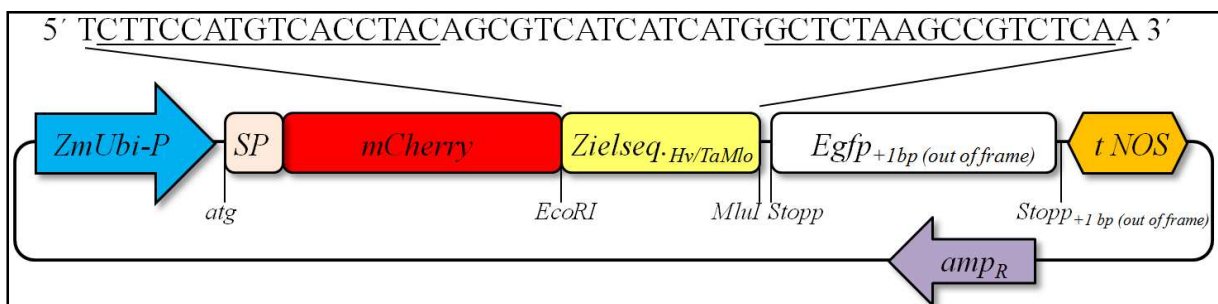 5´ TCTTCCATGTCACCTACAGCGTCATCATCATGGCTCTAAGCCGTCTCAA 3´
ZmUbi-P SP mCherry Zielseq. Hv/TaMlo Egfp +1bp (out of frame) t NOS
atg EcoRI MluI Stopp Stopp +1 bp (out of frame)
amp R